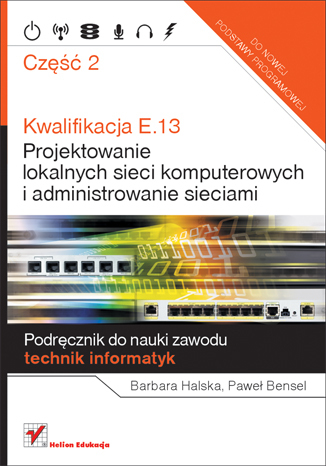 DO NOWEJ
PODSTAWY PROGRAMOWEJ
Część 2
Kwalifikacja E.13
Projektowanie
lokalnych sieci komputerowych
i administrowanie sieciami
Podręcznik do nauki zawodu
technik informatyk
Barbara Halska, Paweł Bensel
Helion Edukacja